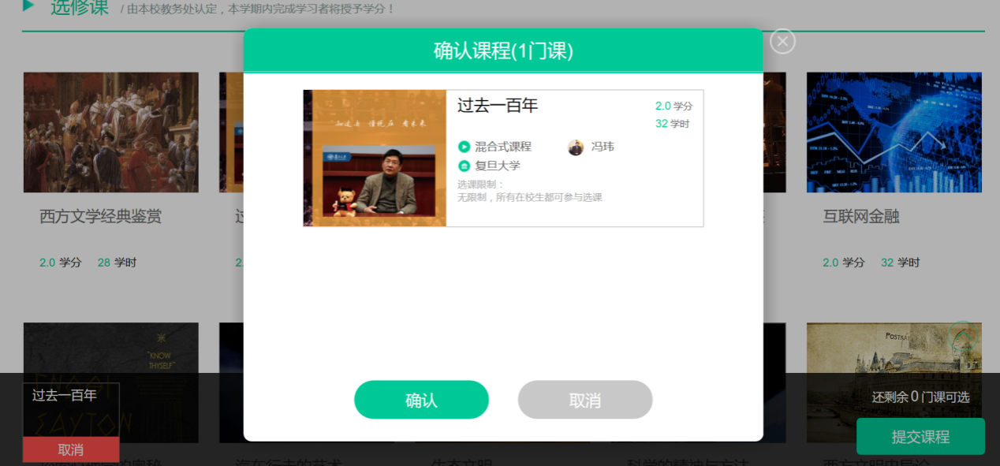 选修课 / 由本校教务处认定，本学期内完成学习者将授予学分！
确认课程(1门课)
过去一百年
2.0 学分
32 学时
混合式课程
冯玮
复旦大学
选课限制：
无限制，所有在校生都可参与选课
西方文学经典鉴赏
过
互联网金融
2.0 学分 28 学时
2.
2.0 学分 32 学时
"KNOW
THYSELF"
过去一百年
取消
确认
取消
还剩余0门课可选
提交课程